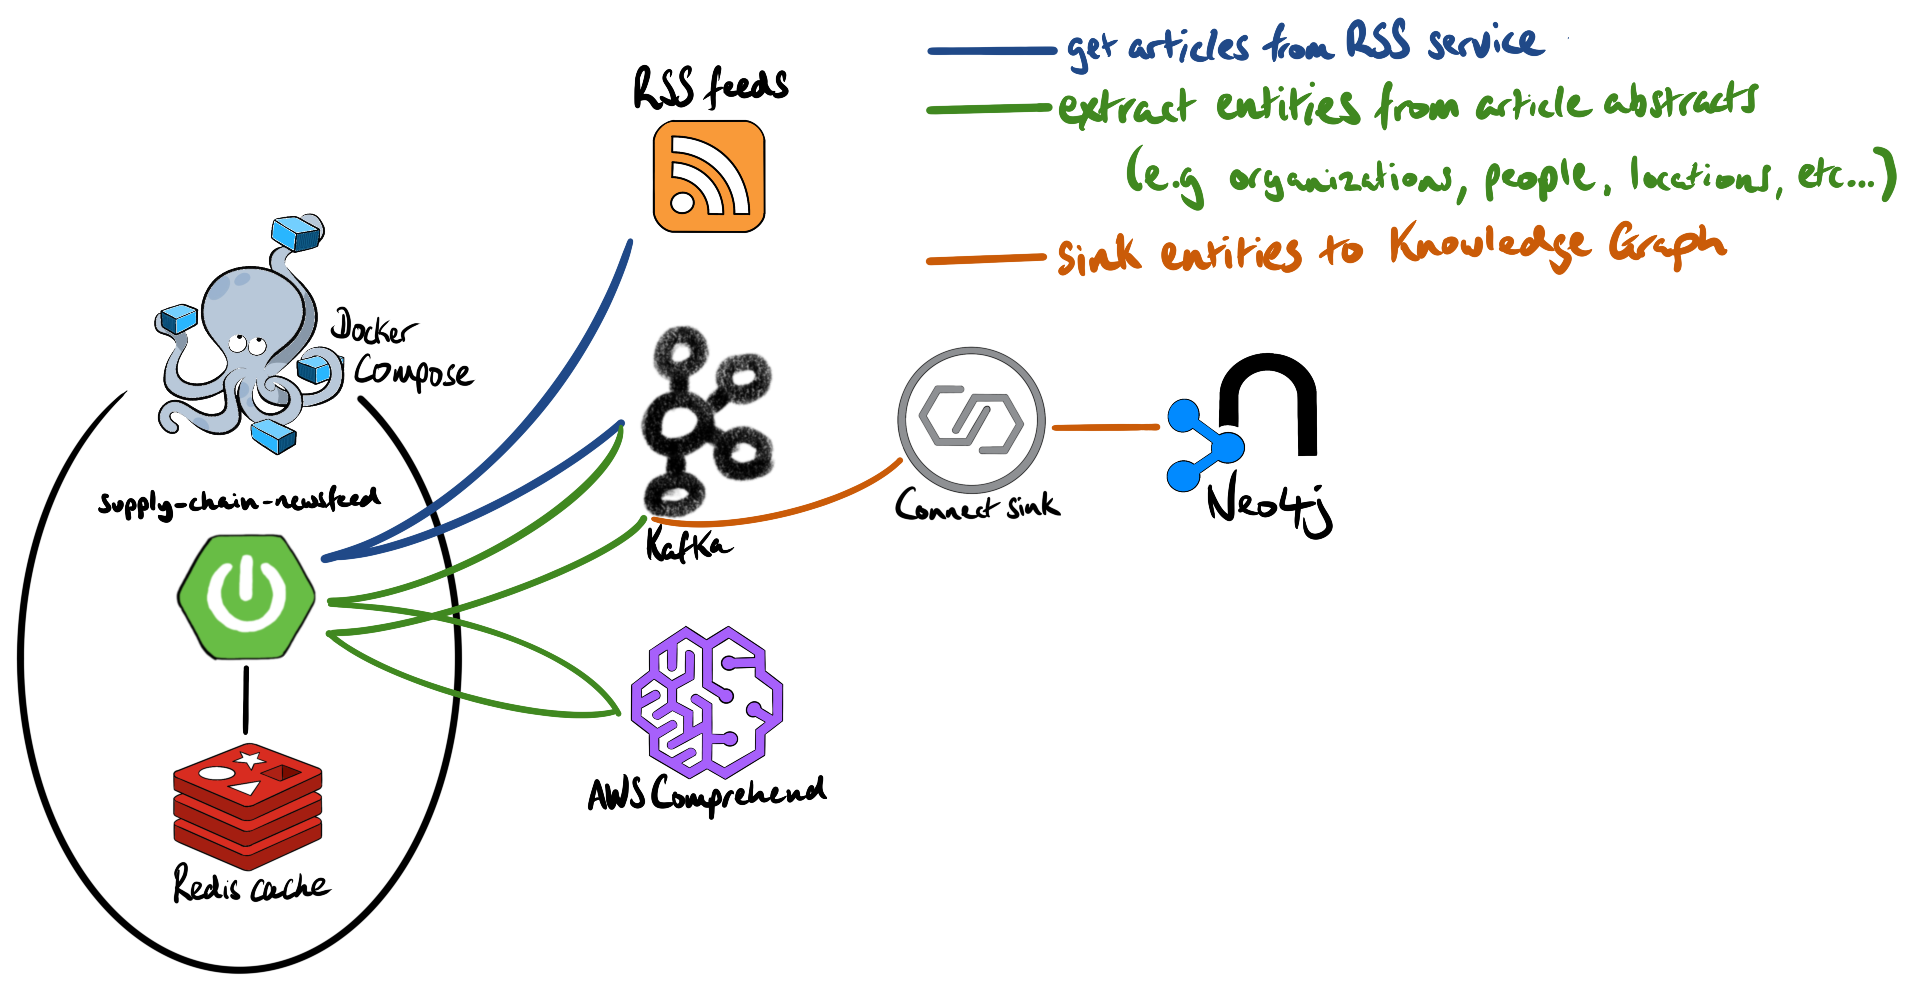 get articles from RSS service
extract entities from article abstracts
(e.g organizations, people, locations, etc...)
sink entities to Knowledge Graph
RSS feeds
Docker
Compose
supply-chain-newsfeed
Redis cache
Kafka
AWS Comprehend
Connect Sink
Neo4j